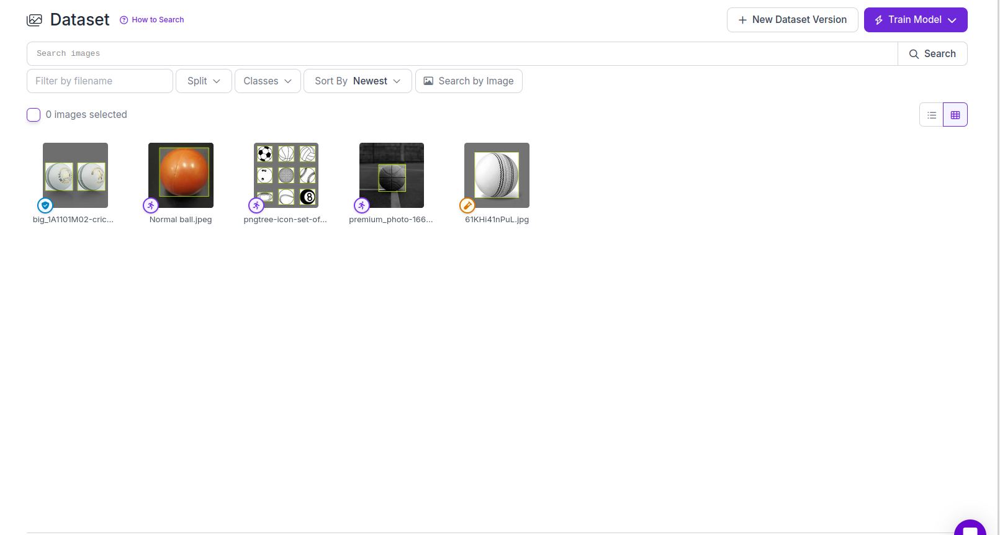 Dataset
How to Search
New Dataset Version
Train Model
Search images
Search
Filter by filename
Split
Classes
Sort By Newest
Search by Image
0 images selected
8
big_1A1101M02-cric...
Normal ball.jpeg
pngtree-icon-set-of...
premium_photo-166...
61KHi41nPuL.jpg